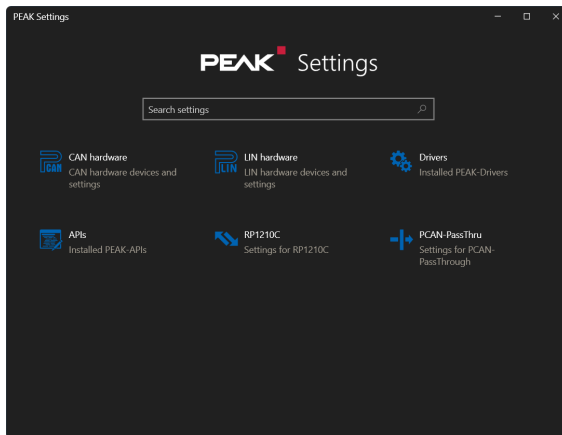 PEAK Settings
PEAK Settings
Search settings
PCAN
CAN hardware
CAN hardware devices and
settings
PLIN
LIN hardware
LIN hardware devices and
settings
Drivers
Installed PEAK-Drivers
APIs
Installed PEAK-APIs
RP1210C
Settings for RP1210C
PCAN-PassThru
Settings for PCAN-
PassThrough